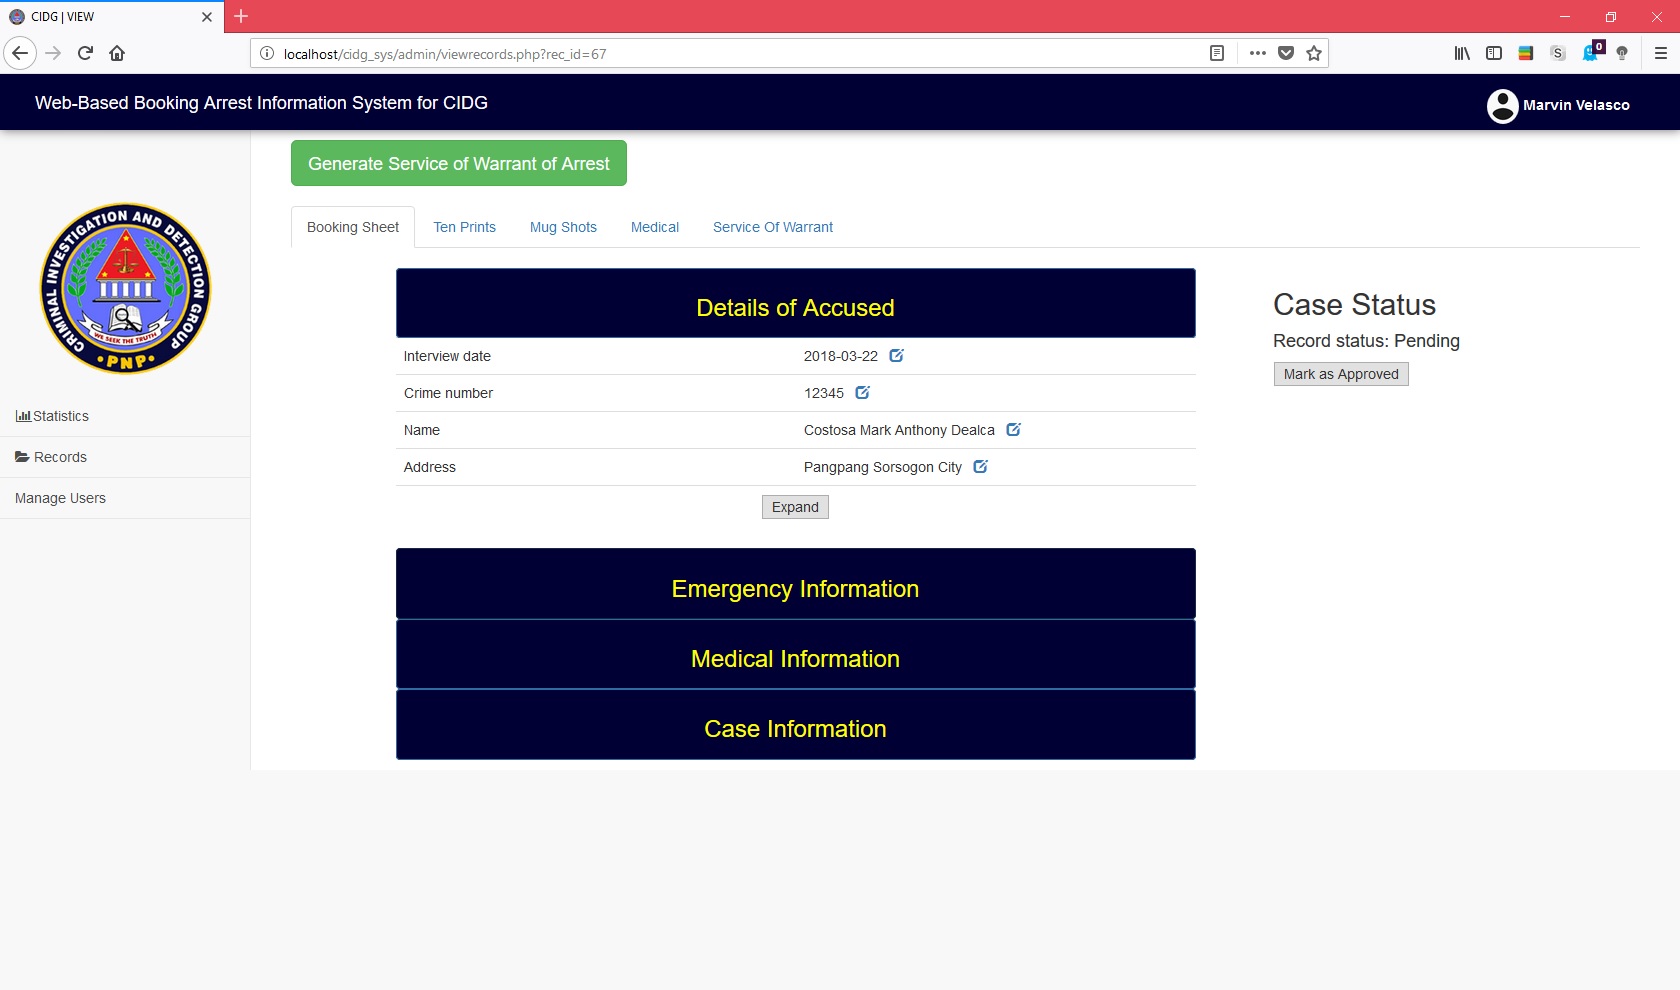 CIDG | VIEW
localhost/cidg_sys/admin/viewrecords.php?rec_id=67
S
0
Web-Based Booking Arrest Information System for CIDG
Marvin Velasco
CRIMINAL INVESTIGATION AND DETECTION GROUP
WE SEEK THE TRUTH
PNP
Statistics
Records
Manage Users
Generate Service of Warrant of Arrest
Booking Sheet
Ten Prints
Mug Shots
Medical
Service Of Warrant
Details of Accused
Interview date 2018-03-22
Crime number 12345
Name Costosa Mark Anthony Dealca
Address Pangpang Sorsogon City
Expand
Emergency Information
Medical Information
Case Information
Case Status
Record status: Pending
Mark as Approved